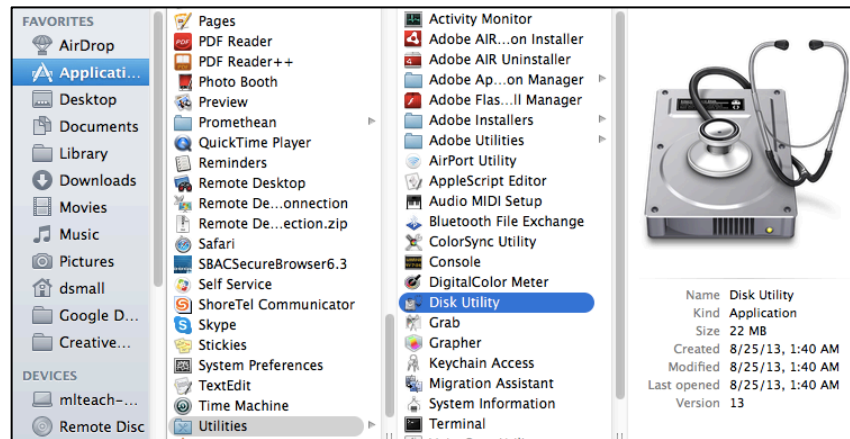 FAVORITES
AirDrop
Applicati...
Desktop
Documents
Library
Downloads
Movies
Music
Pictures
dsmall
Google D...
Creative...
DEVICES
mlteach-...
Remote Disc
Pages
PDF Reader
PDF Reader++
Photo Booth
Preview
Promethean
QuickTime Player
Reminders
Remote Desktop
Remote De...onnection
Remote De...ection.zip
Safari
SBACSecureBrowser6.3
Self Service
ShoreTel Communicator
Skype
Stickies
System Preferences
TextEdit
Time Machine
Utilities
Activity Monitor
Adobe AIR...on Installer
Adobe AIR Uninstaller
Adobe Ap...on Manager
Adobe Flas...ll Manager
Adobe Installers
Adobe Utilities
AirPort Utility
AppleScript Editor
Audio MIDI Setup
Bluetooth File Exchange
ColorSync Utility
Console
DigitalColor Meter
Disk Utility
Grab
Grapher
Keychain Access
Migration Assistant
System Information
Terminal
Name Disk Utility
Kind Application
Size 22 MB
Created 8/25/13, 1:40 AM
Modified 8/25/13, 1:40 AM
Last opened 8/25/13, 1:40 AM
Version 13